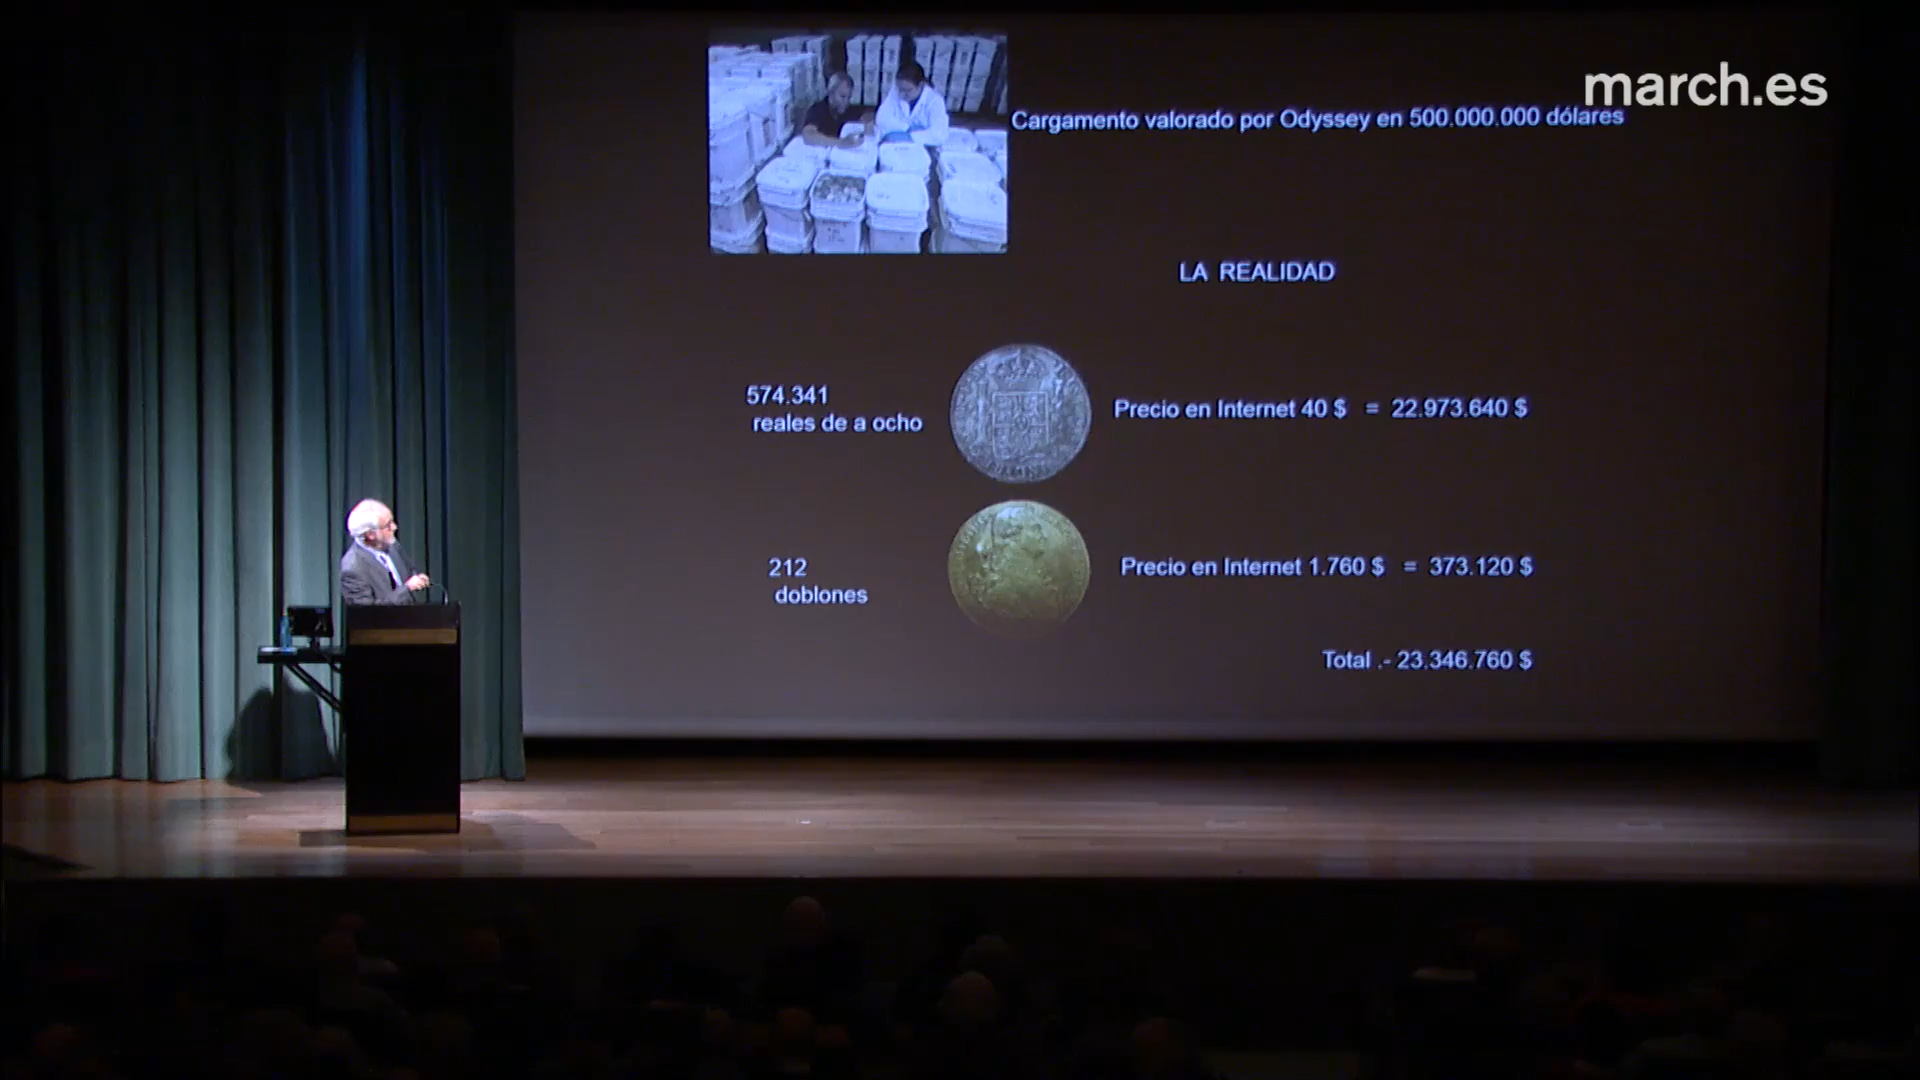 march.es
Cargamento valorado por Odyssey en 500.000.000 dólares
LA REALIDAD
574.341
reales de a ocho
Precio en Internet 40 $ = 22.973.640 $
212
doblones
Precio en Internet 1.760 $ = 373.120 $
Total .- 23.346.760 $